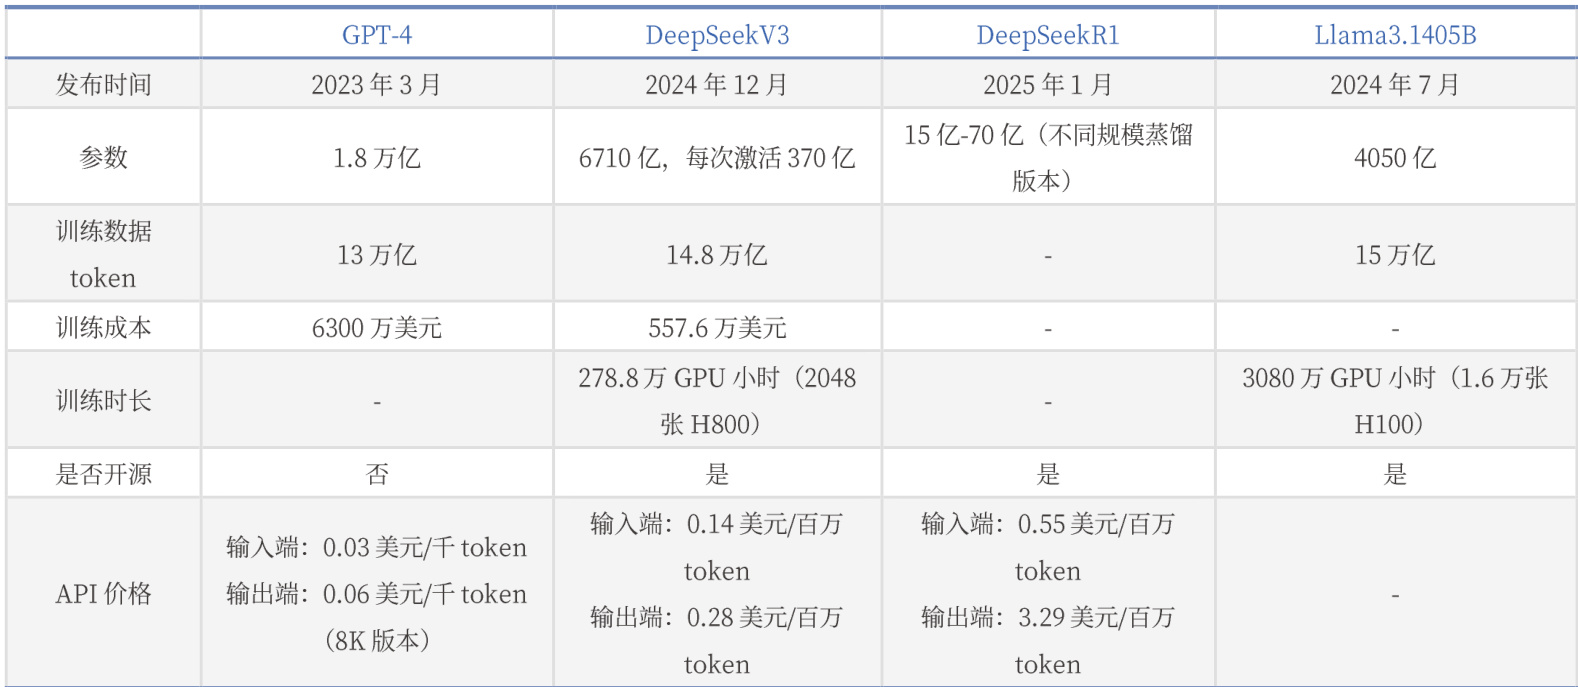 GPT-4 DeepSeekV3 DeepSeekR1 Llama3.1405B
发布时间 2023 年 3 月 2024 年 12 月 2025 年 1 月 2024 年 7 月
参数 1.8 万亿 6710 亿，每次激活 370 亿 15 亿-70 亿（不同规模蒸馏
版本） 4050 亿
训练数据
token 13 万亿 14.8 万亿 - 15 万亿
训练成本 6300 万美元 557.6 万美元 - -
训练时长 - 278.8 万 GPU 小时（2048
张 H800） - 3080 万 GPU 小时（1.6 万张
H100）
是否开源 否 是 是 是
API 价格 输入端：0.03 美元/千 token
输出端：0.06 美元/千 token
（8K 版本） 输入端：0.14 美元/百万
token
输出端：0.28 美元/百万
token 输入端：0.55 美元/百万
token
输出端：3.29 美元/百万
token -